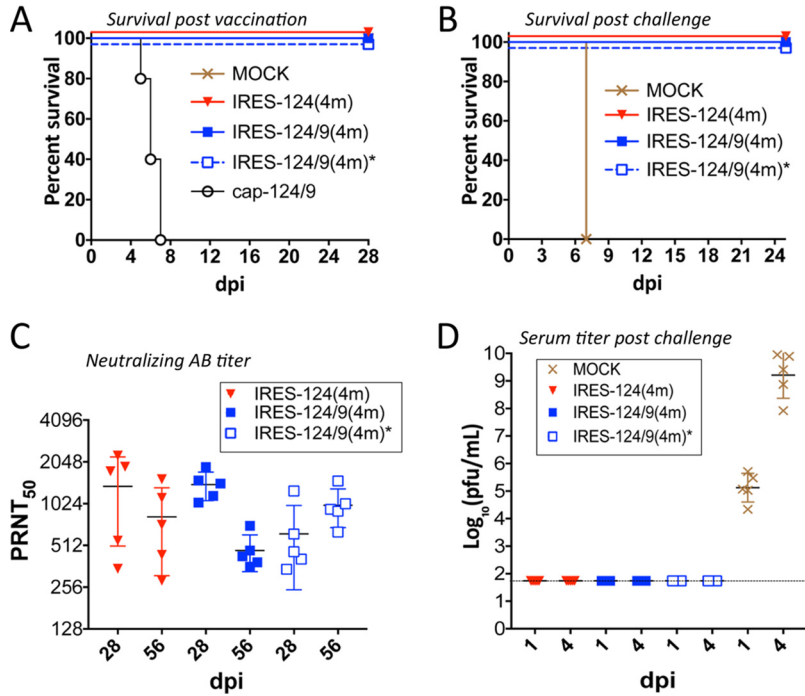 A
Survival post vaccination
Percent survival
100
80
60
40
20
0
MOCK
IRES-124(4m)
IRES-124/9(4m)
IRES-124/9(4m)*
cap-124/9
0 4 8 12 16 20 24 28
dpi
B
Survival post challenge
Percent survival
100
80
60
40
20
0
MOCK
IRES-124(4m)
IRES-124/9(4m)
IRES-124/9(4m)*
0 3 6 9 12 15 18 21 24
dpi
C
Neutralizing AB titer
IRES-124(4m)
IRES-124/9(4m)
IRES-124/9(4m)*
PRNT50
4096
2048
1024
512
256
128
28 56 28 56 28 56
dpi
D
Serum titer post challenge
MOCK
IRES-124(4m)
IRES-124/9(4m)
IRES-124/9(4m)*
Log10(pfu/mL)
10
9
8
7
6
5
4
3
2
1
0
1 4 1 4 1 4 1 4
dpi